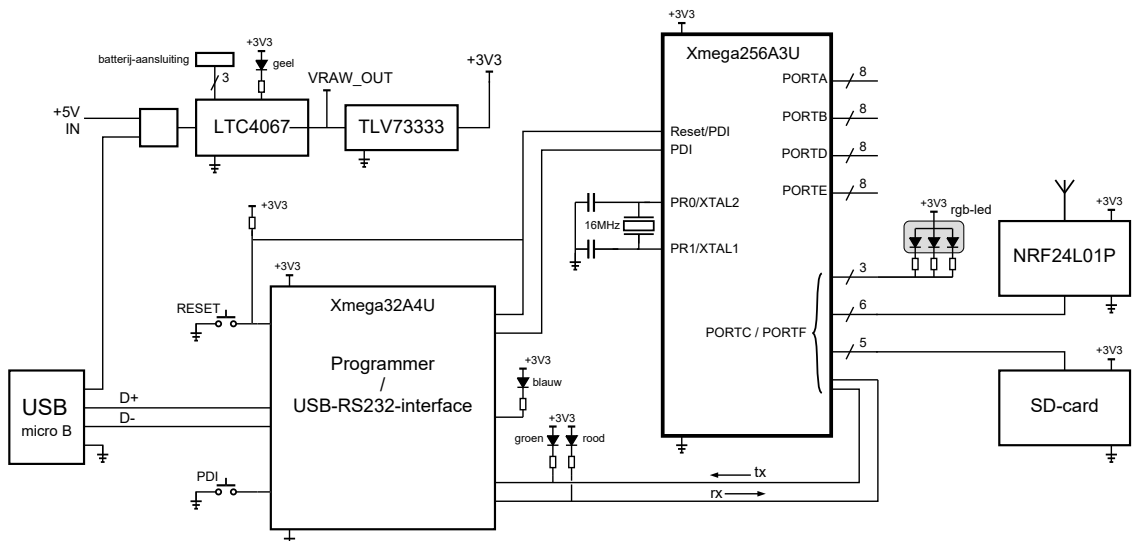 +3V3
Xmega256A3U
+3V3
batterij-aansluiting
geel
3
+3V3
VRAW_OUT
+5V
IN
LTC4067
TLV73333
PORTA
8
PORTB
8
Reset/PDI
PDI
PORTD
8
PORTE
8
+3V3
PR0/XTAL2
16MHz
PR1/XTAL1
+3V3
rgb-led
+3V3
NRF24L01P
3
+3V3
Xmega32A4U
RESET
6
PORTC / PORTF
5
Programmer
/
USB-RS232-interface
+3V3
blauw
+3V3
SD-card
USB
micro B
D+
D-
+3V3
groen
rood
PDI
tx
rx